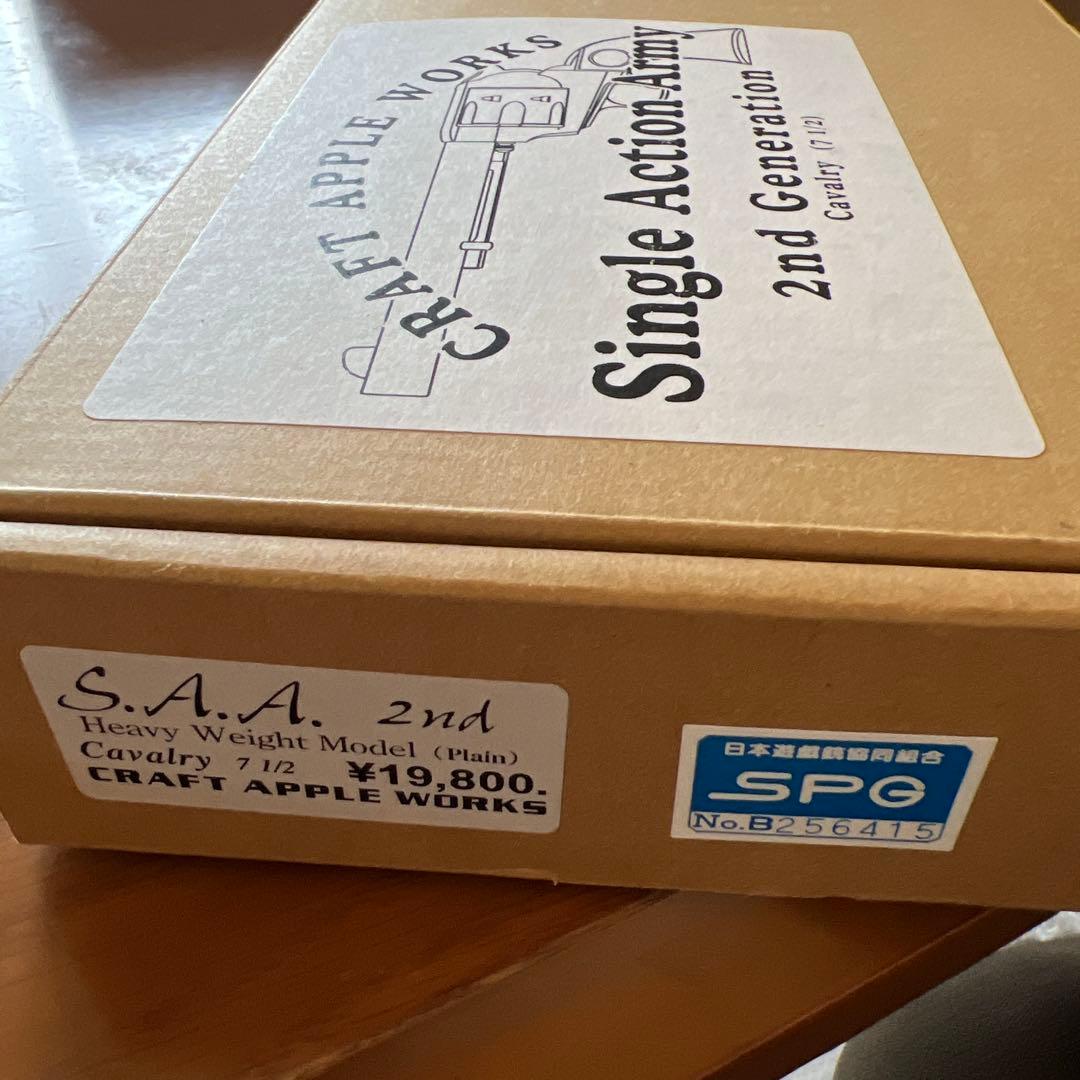 CRAFT APPLE WORKS
Single Action Army
2nd Generation
Cavalry (7 1/2)
S.A.A. 2nd
Heavy Weight Model (Plain)
Cavalry 7 1/2 ¥19,800.
CRAFT APPLE WORKS
日本遊戯銃協同組合
SPG
No.B256415